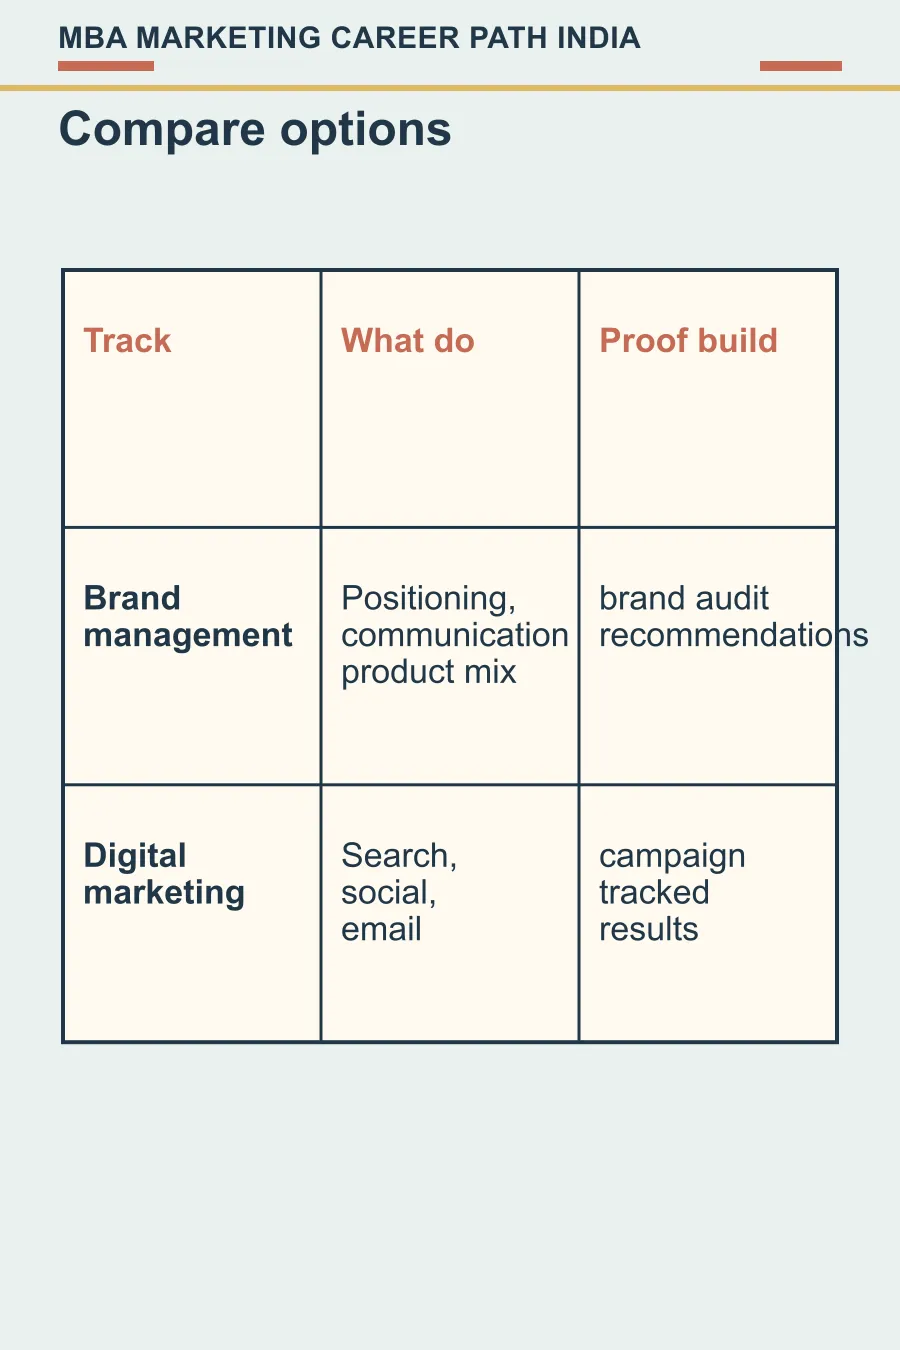 MBA MARKETING CAREER PATH INDIA
Compare options
Track
What do
Proof build
Brand
management
Positioning,
communication
product mix
brand audit
recommendations
Digital
marketing
Search,
social,
email
campaign
tracked
results